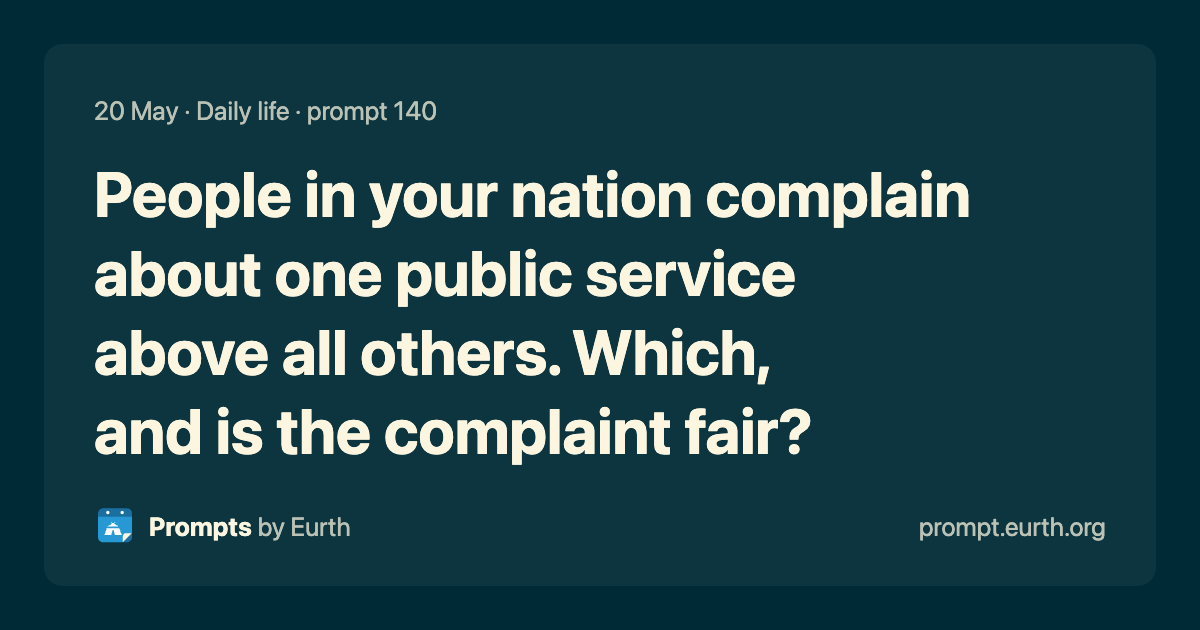 20 May · Daily life · prompt 140
People in your nation complain
about one public service
above all others. Which,
and is the complaint fair?
Prompts by Eurth
prompt.eurth.org